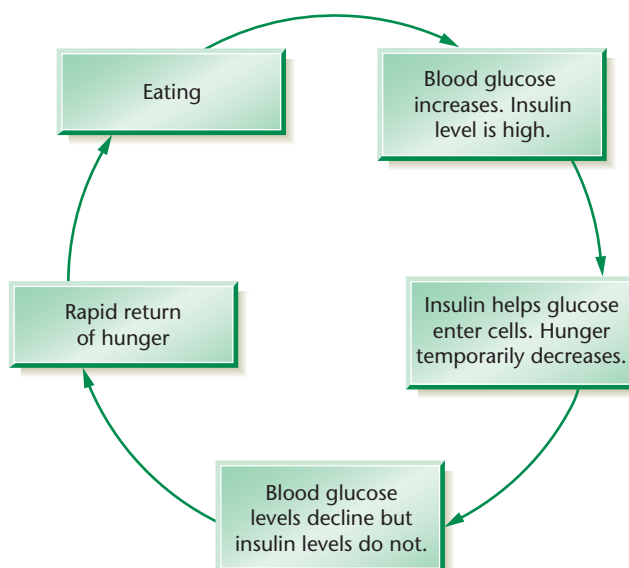 Eating
Blood glucose
increases. Insulin
level is high.
Insulin helps glucose
enter cells. Hunger
temporarily decreases.
Blood glucose
levels decline but
insulin levels do not.
Rapid return
of hunger